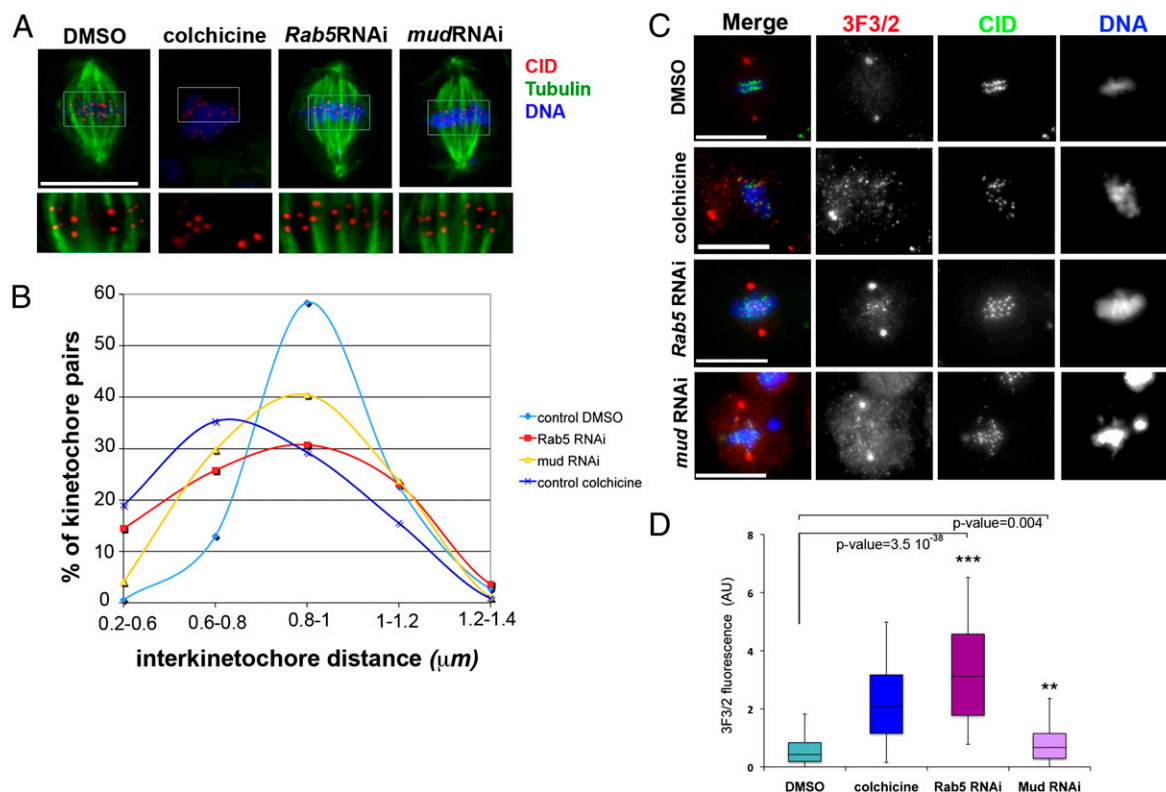 A
DMSO colchicine Rab5RNAi mudRNAi
CID
Tubulin
DNA
B
60
50
40
30
20
10
0
% of kinetochore pairs
0.2-0.6 0.6-0.8 0.8-1 1-1.2 1.2-1.4
interkinetochore distance (µm)
control DMSO
Rab5 RNAi
mud RNAi
control colchicine
C
Merge 3F3/2 CID DNA
DMSO
colchicine
Rab5 RNAi
mud RNAi
D
p-value=0.004
p-value=3.5 10-38
***
**
8
6
4
2
0
3F3/2 fluorescence (AU)
DMSO colchicine Rab5 RNAi Mud RNAi